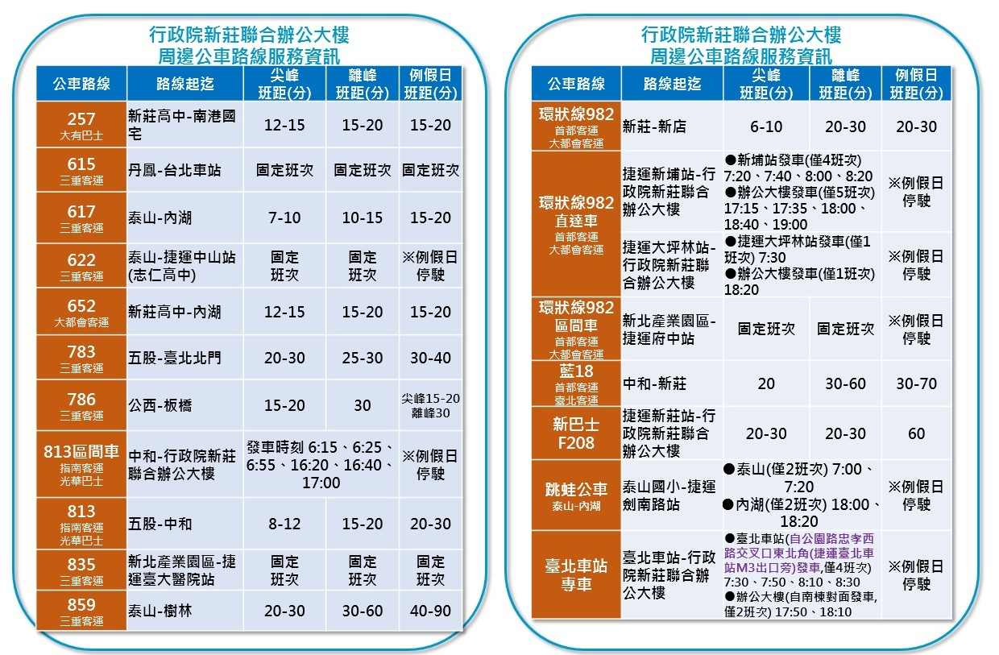 行政院新莊聯合辦公大樓
周邊公車路線服務資訊
公車路線
路線起迄
尖峰
班距(分)
離峰
班距(分)
例假日
班距(分)
257
大有巴士
新莊高中-南港國
宅
12-15
15-20
15-20
615
三重客運
丹鳳-台北車站
固定班次
固定班次
固定班次
617
三重客運
泰山-內湖
7-10
10-15
15-20
622
三重客運
泰山-捷運中山站
(志仁高中)
固定
班次
固定
班次
※例假日
停駛
652
大都會客運
新莊高中-內湖
12-15
15-20
15-20
783
三重客運
五股-臺北北門
20-30
25-30
30-40
786
三重客運
公西-板橋
15-20
30
尖峰15-20
離峰30
813區間車
指南客運
光華巴士
中和-行政院新莊
聯合辦公大樓
發車時刻 6:15、6:25、
6:55、16:20、16:40、
17:00
※例假日
停駛
813
指南客運
光華巴士
五股-中和
8-12
15-20
20-30
835
三重客運
新北產業園區-捷
運臺大醫院站
固定
班次
固定
班次
固定
班次
859
三重客運
泰山-樹林
20-30
30-60
40-90
行政院新莊聯合辦公大樓
周邊公車路線服務資訊
公車路線
路線起迄
尖峰
班距(分)
離峰
班距(分)
例假日
班距(分)
環狀線982
首都客運
大都會客運
新莊-新店
6-10
20-30
20-30
環狀線982
直達車
首都客運
大都會客運
捷運新埔站-行
政院新莊聯合
辦公大樓
●新埔站發車(僅4班次)
7:20、7:40、8:00、8:20
●辦公大樓發車(僅5班次)
17:15、17:35、18:00、
18:40、19:00
※例假日
停駛
捷運大坪林站-
行政院新莊聯
合辦公大樓
●捷運大坪林站發車(僅1
班次) 7:30
●辦公大樓發車(僅1班次)
18:20
※例假日
停駛
環狀線982
區間車
首都客運
大都會客運
新北產業園區-
捷運府中站
固定班次
固定班次
※例假日
停駛
藍18
首都客運
臺北客運
中和-新莊
20
30-60
30-70
新巴士
F208
捷運新莊站-行
政院新莊聯合
辦公大樓
20-30
20-30
60
跳蛙公車
泰山-內湖
泰山國小-捷運
劍南路站
●泰山(僅2班次) 7:00、
7:20
●內湖(僅2班次) 18:00、
18:20
※例假日
停駛
臺北車站
專車
臺北車站-行政
院新莊聯合辦
公大樓
●臺北車站(自公園路忠孝西
路交叉口東北角(捷運臺北車
站M3出口旁)發車,僅4班次)
7:30、7:50、8:10、8:30
●辦公大樓(自南棟對面發車,
僅2班次) 17:50、18:10
※例假日
停駛